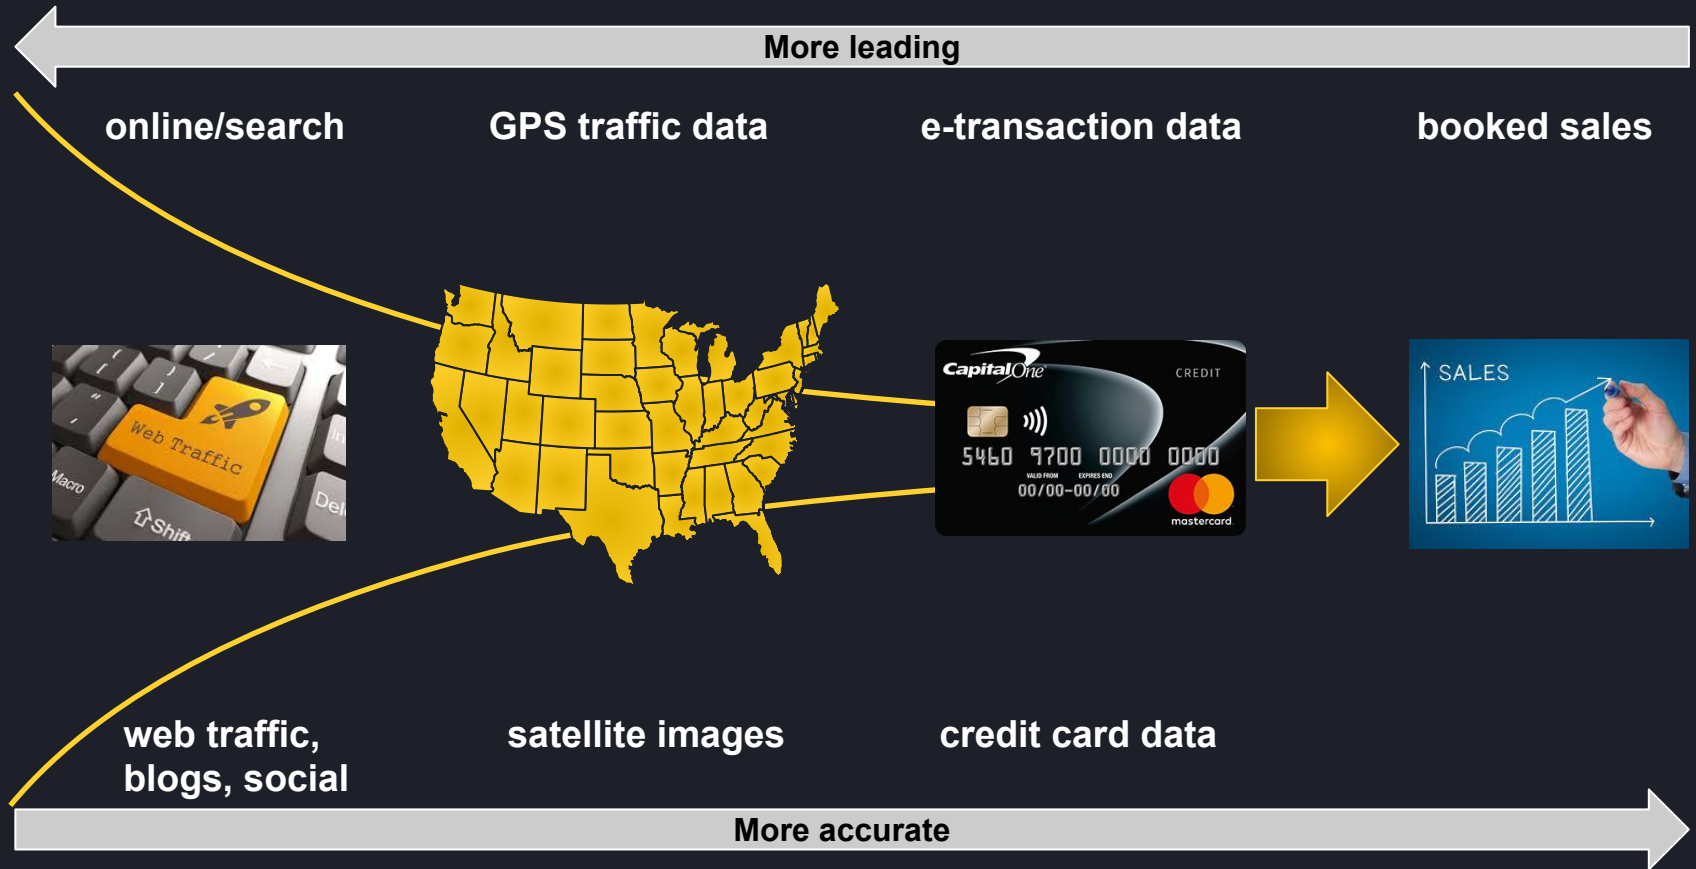 More leading
online/search
GPS traffic data
e-transaction data
booked sales
Web Traffic
Macro
Shift
Del
In
CapitalOne
CREDIT
5460 9700 0000 0000
VALID FROM
EXPIRES END
00/00-00/00
mastercard
SALES
web traffic,
blogs, social
satellite images
credit card data
More accurate